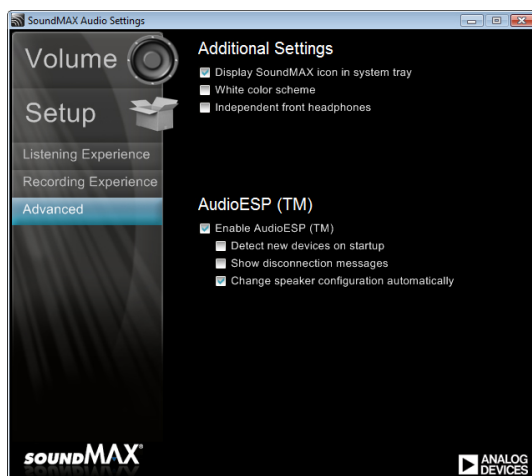 SoundMAX Audio Settings
Volume
Setup
Listening Experience
Recording Experience
Advanced
Additional Settings
Display SoundMAX icon in system tray
White color scheme
Independent front headphones
AudioESP (TM)
Enable AudioESP (TM)
Detect new devices on startup
Show disconnection messages
Change speaker configuration automatically
SOUNDMAX®
ANALOG
DEVICES